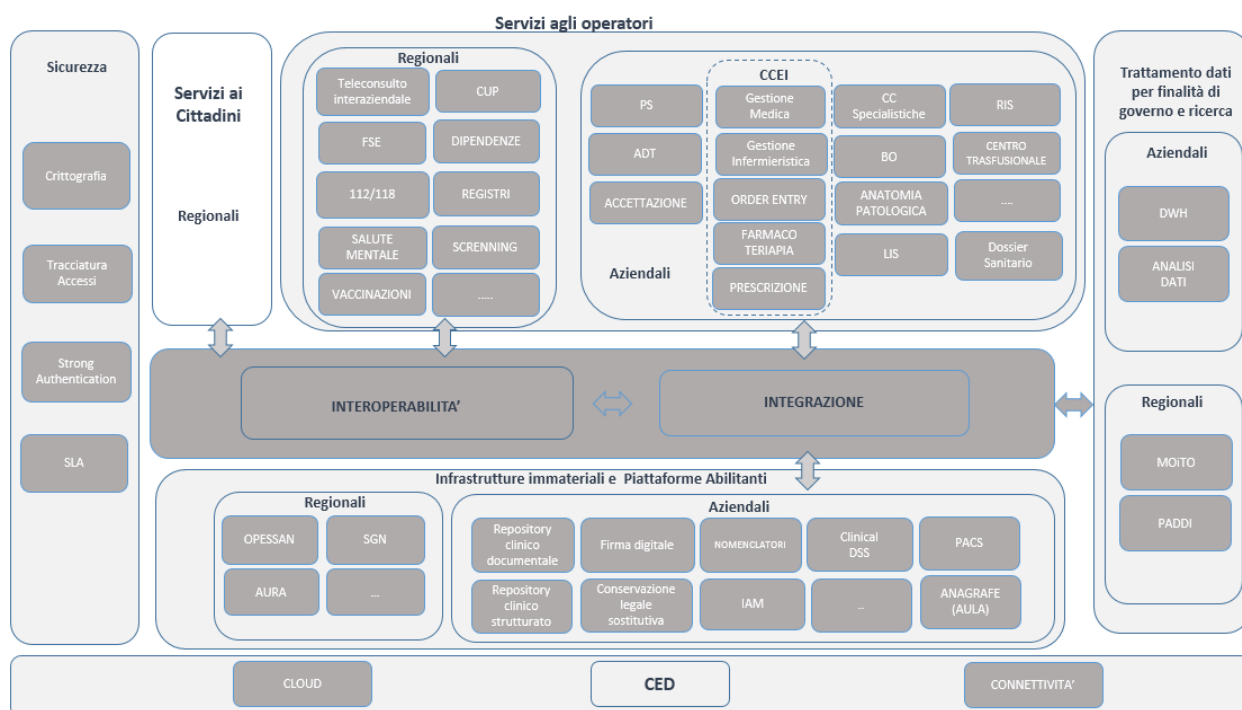 Servizi agli operatori
Sicurezza
Crittografia
Tracciatura
Accessi
Strong
Authentication
SLA
Servizi ai
Cittadini
Regionali
Regionali
Teleconsulto
interaziendale
CUP
FSE
DIPENDENZE
112/118
REGISTRI
SALUTE
MENTALE
SCRENNING
VACCINAZIONI
.....
Aziendali
PS
ADT
ACCETTAZIONE
CCEI
Gestione
Medica
Gestione
Infermieristica
ORDER ENTRY
FARMACO
TERIAPIA
PRESCRIZIONE
CC
Specialistiche
BO
ANATOMIA
PATOLOGICA
LIS
RIS
CENTRO
TRASFUSIONALE
....
Dossier
Sanitario
Trattamento dati
per finalità di
governo e ricerca
Aziendali
DWH
ANALISI
DATI
Regionali
MOiTO
PADDI
INTEROPERABILITA’
INTEGRAZIONE
Infrastrutture immateriali e Piattaforme Abilitanti
Regionali
OPESSAN
SGN
AURA
...
Aziendali
Repository
clinico
documentale
Firma digitale
NOMENCLATORI
Clinical
DSS
PACS
Repository
clinico
strutturato
Conservazione
legale
sostitutiva
IAM
..
ANAGRAFE
(AULA)
CLOUD
CED
CONNETTIVITA’